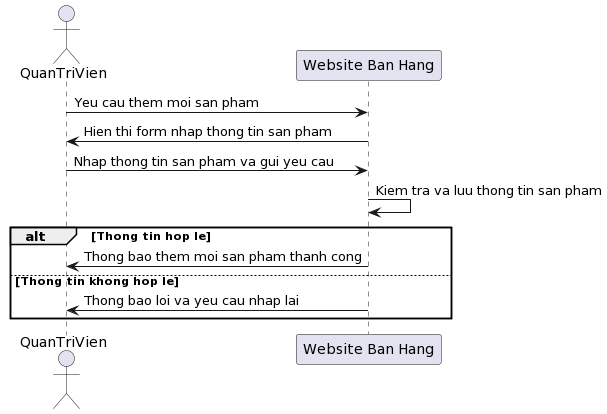 QuanTriVien
Website Ban Hang
Yeu cau them moi san pham
Hien thi form nhap thong tin san pham
Nhap thong tin san pham va gui yeu cau
Kiem tra va luu thong tin san pham
alt [Thong tin hop le]
Thong bao them moi san pham thanh cong
[Thong tin khong hop le]
Thong bao loi va yeu cau nhap lai
QuanTriVien
Website Ban Hang